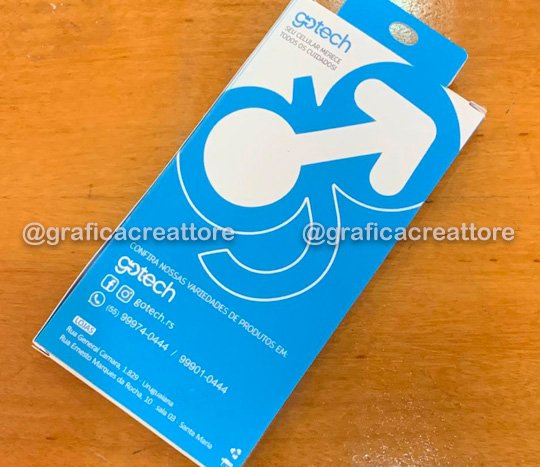 gotech
SEU CELULAR MERECE
TODOS OS CUIDADOS!
@graficacreattore @graficacreattore
CONFIRA NOSSAS VARIEDADES DE PRODUTOS EM:
gotech
gotech.rs
(55) 99974-0444 / 99901-0444
LOJAS
Rua General Camara, 1.829 Uruguaiana
Rua Ernesto Marques da Rocha, 10 sala 03 Santa Maria